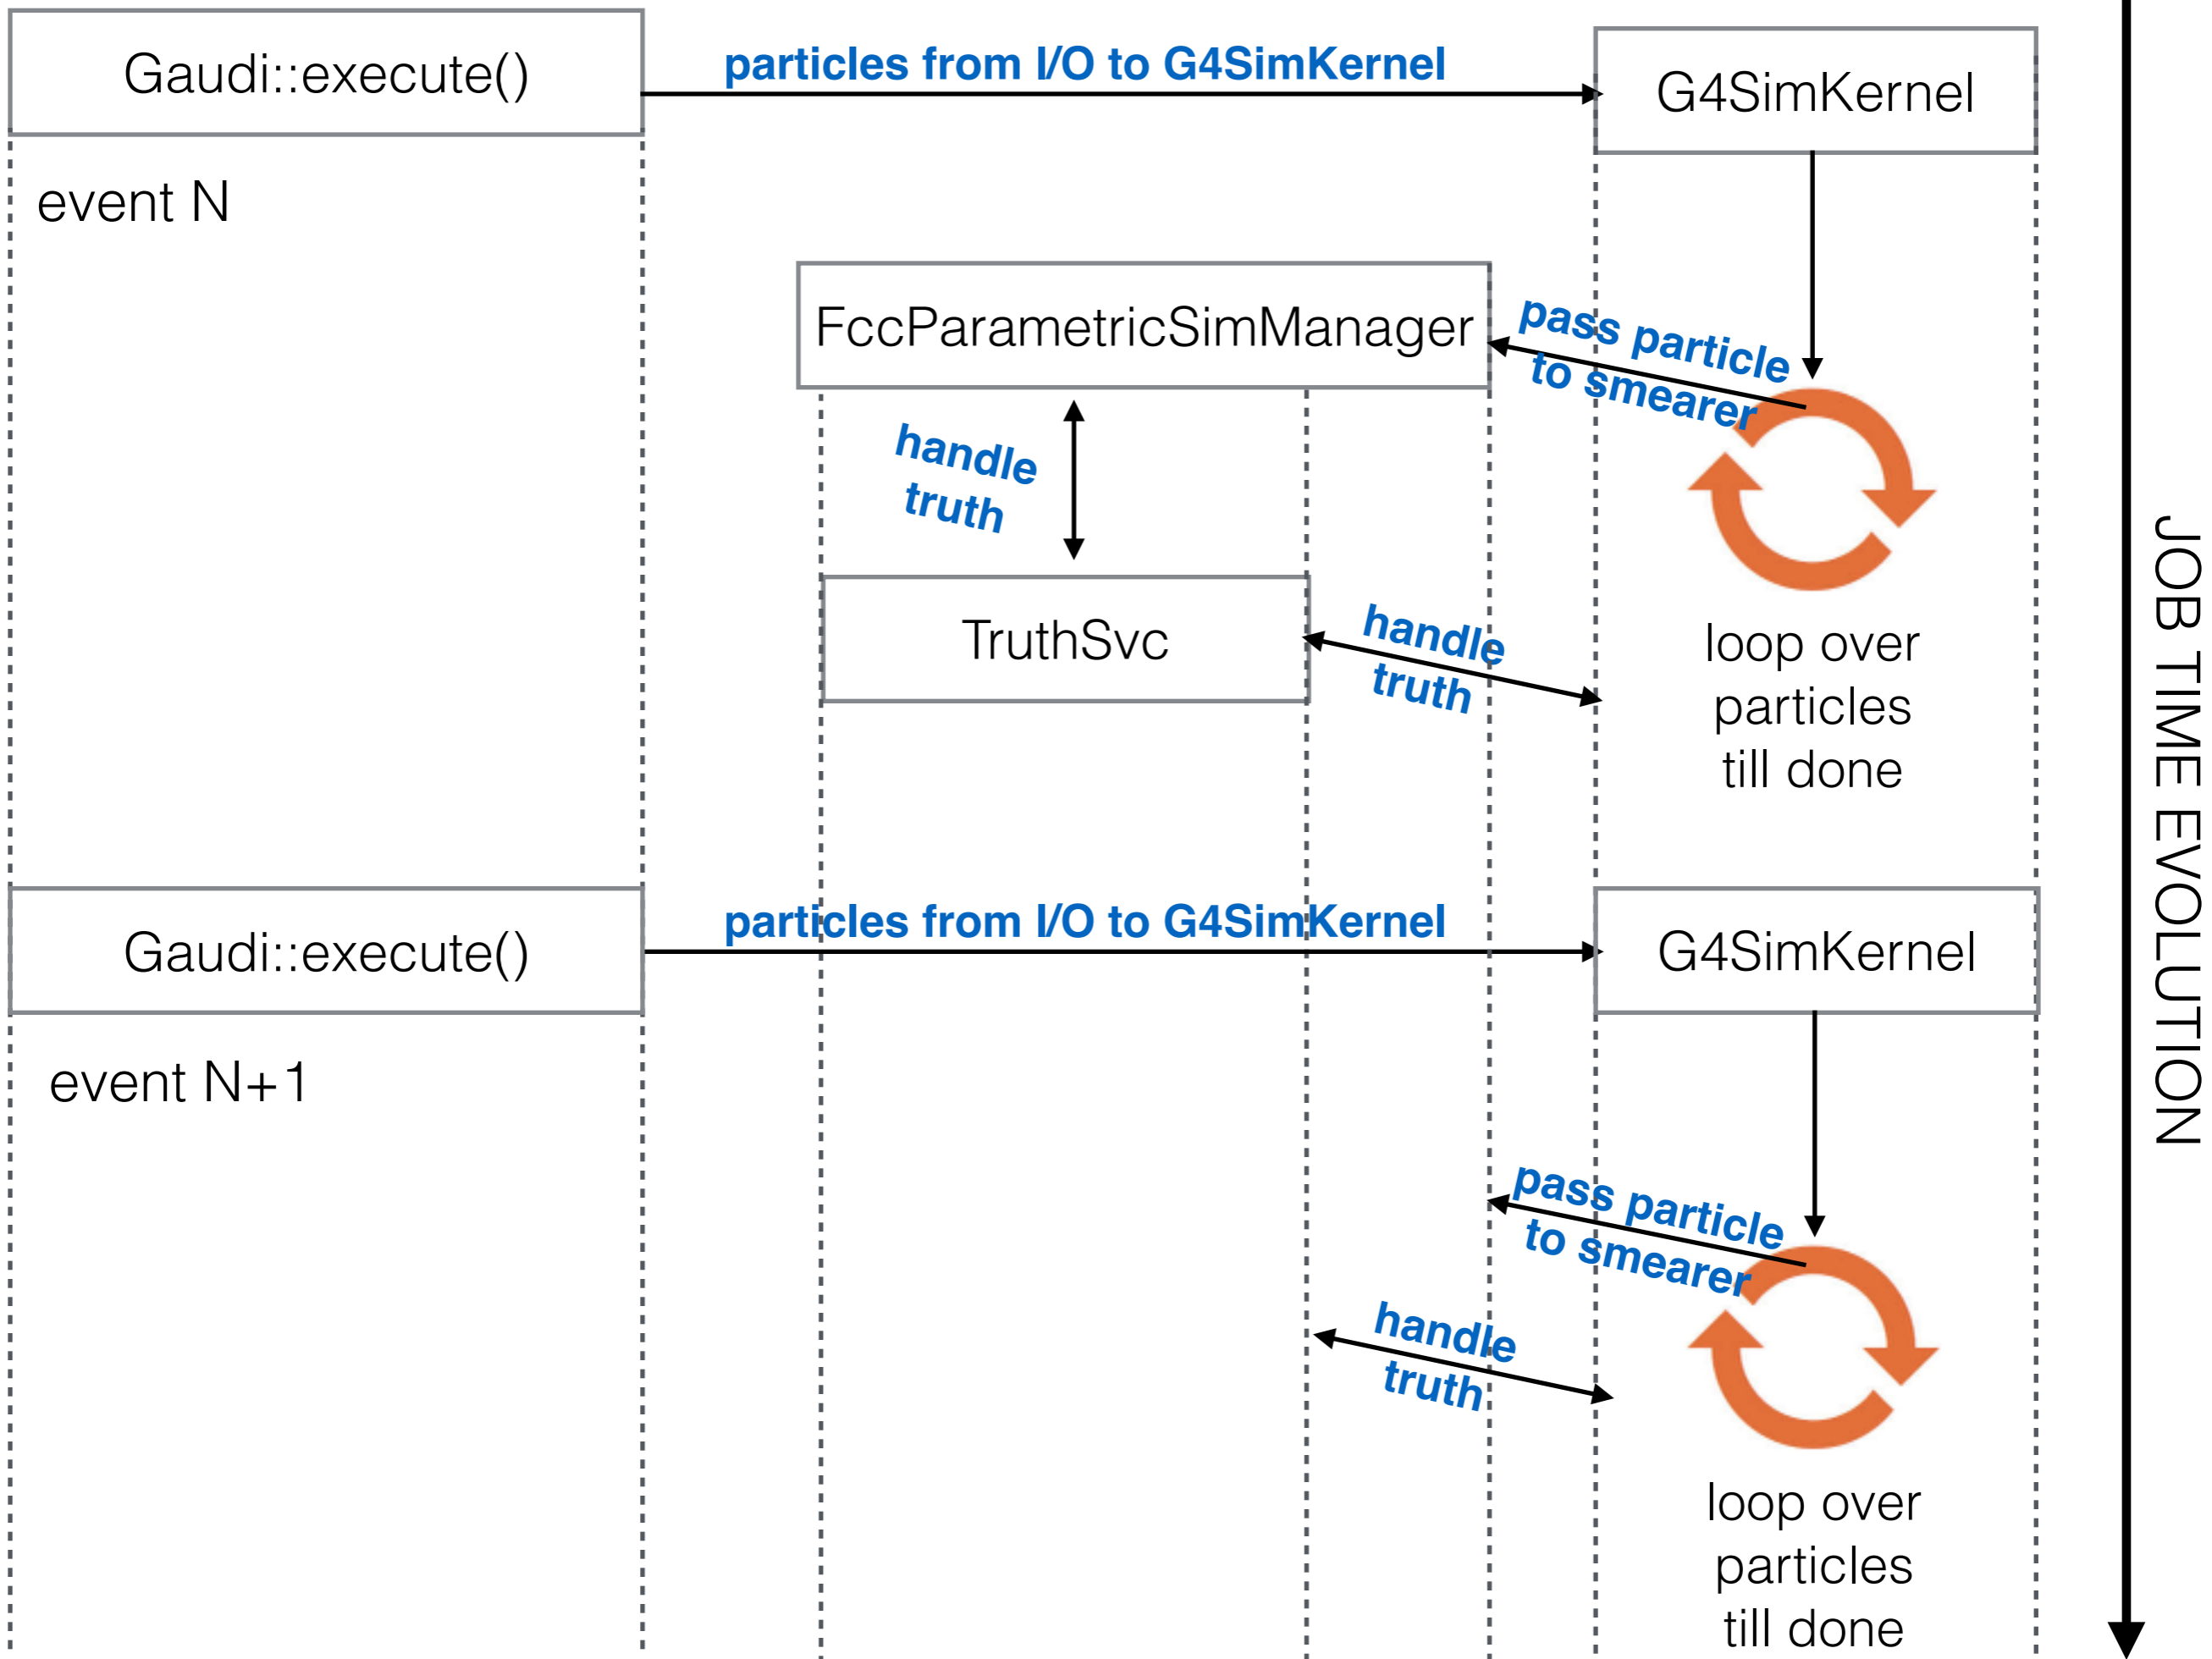 Gaudi::execute()
particles from I/O to G4SimKernel
G4SimKernel
event N
FccParametricSimManager
pass particle
to smearer
handle
truth
TruthSvc
handle
truth
loop over
particles
till done
JOB TIME EVOLUTION
Gaudi::execute()
particles from I/O to G4SimKernel
G4SimKernel
event N+1
pass particle
to smearer
handle
truth
loop over
particles
till done